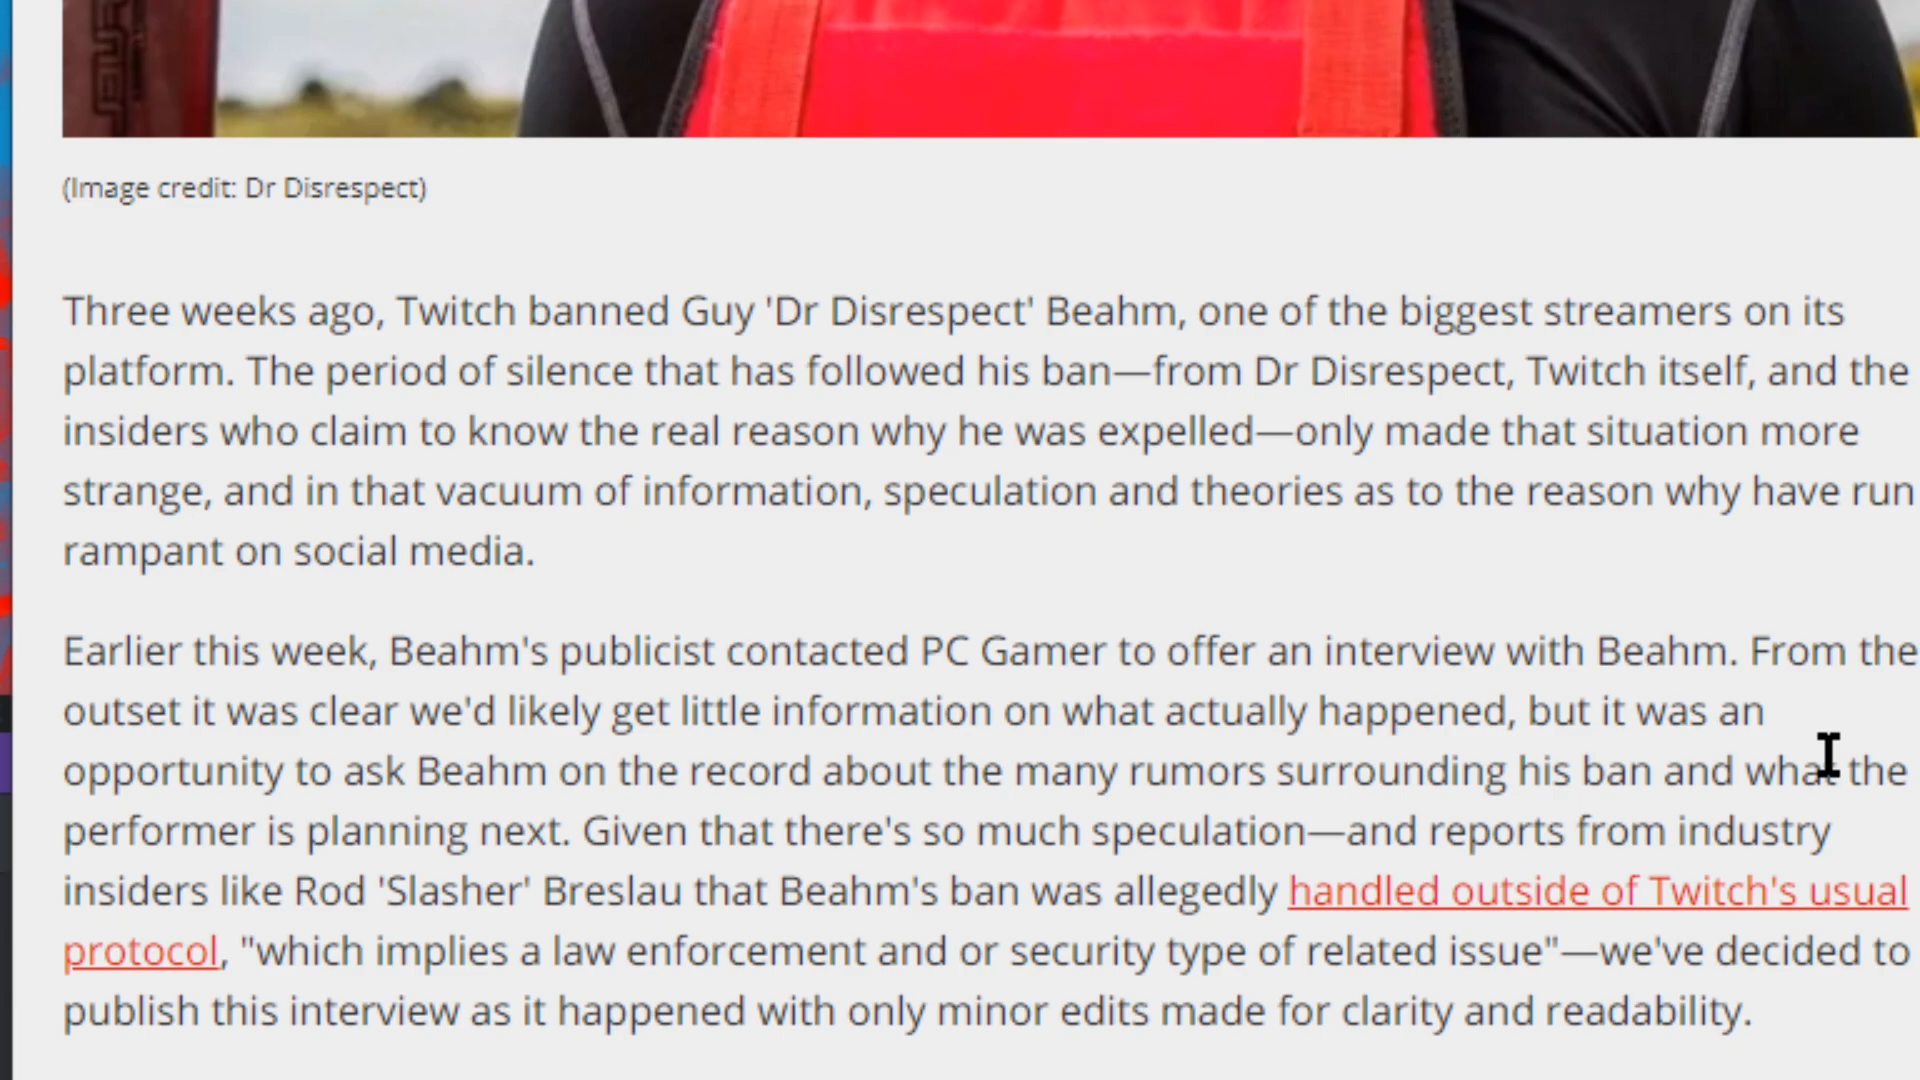 (Image credit: Dr Disrespect)
Three weeks ago, Twitch banned Guy 'Dr Disrespect' Beahm, one of the biggest streamers on its
platform. The period of silence that has followed his ban—from Dr Disrespect, Twitch itself, and the
insiders who claim to know the real reason why he was expelled—only made that situation more
strange, and in that vacuum of information, speculation and theories as to the reason why have run
rampant on social media.
Earlier this week, Beahm's publicist contacted PC Gamer to offer an interview with Beahm. From the
outset it was clear we'd likely get little information on what actually happened, but it was an
opportunity to ask Beahm on the record about the many rumors surrounding his ban and what the
performer is planning next. Given that there's so much speculation—and reports from industry
insiders like Rod 'Slasher' Breslau that Beahm's ban was allegedly handled outside of Twitch's usual
protocol, "which implies a law enforcement and or security type of related issue"—we've decided to
publish this interview as it happened with only minor edits made for clarity and readability.